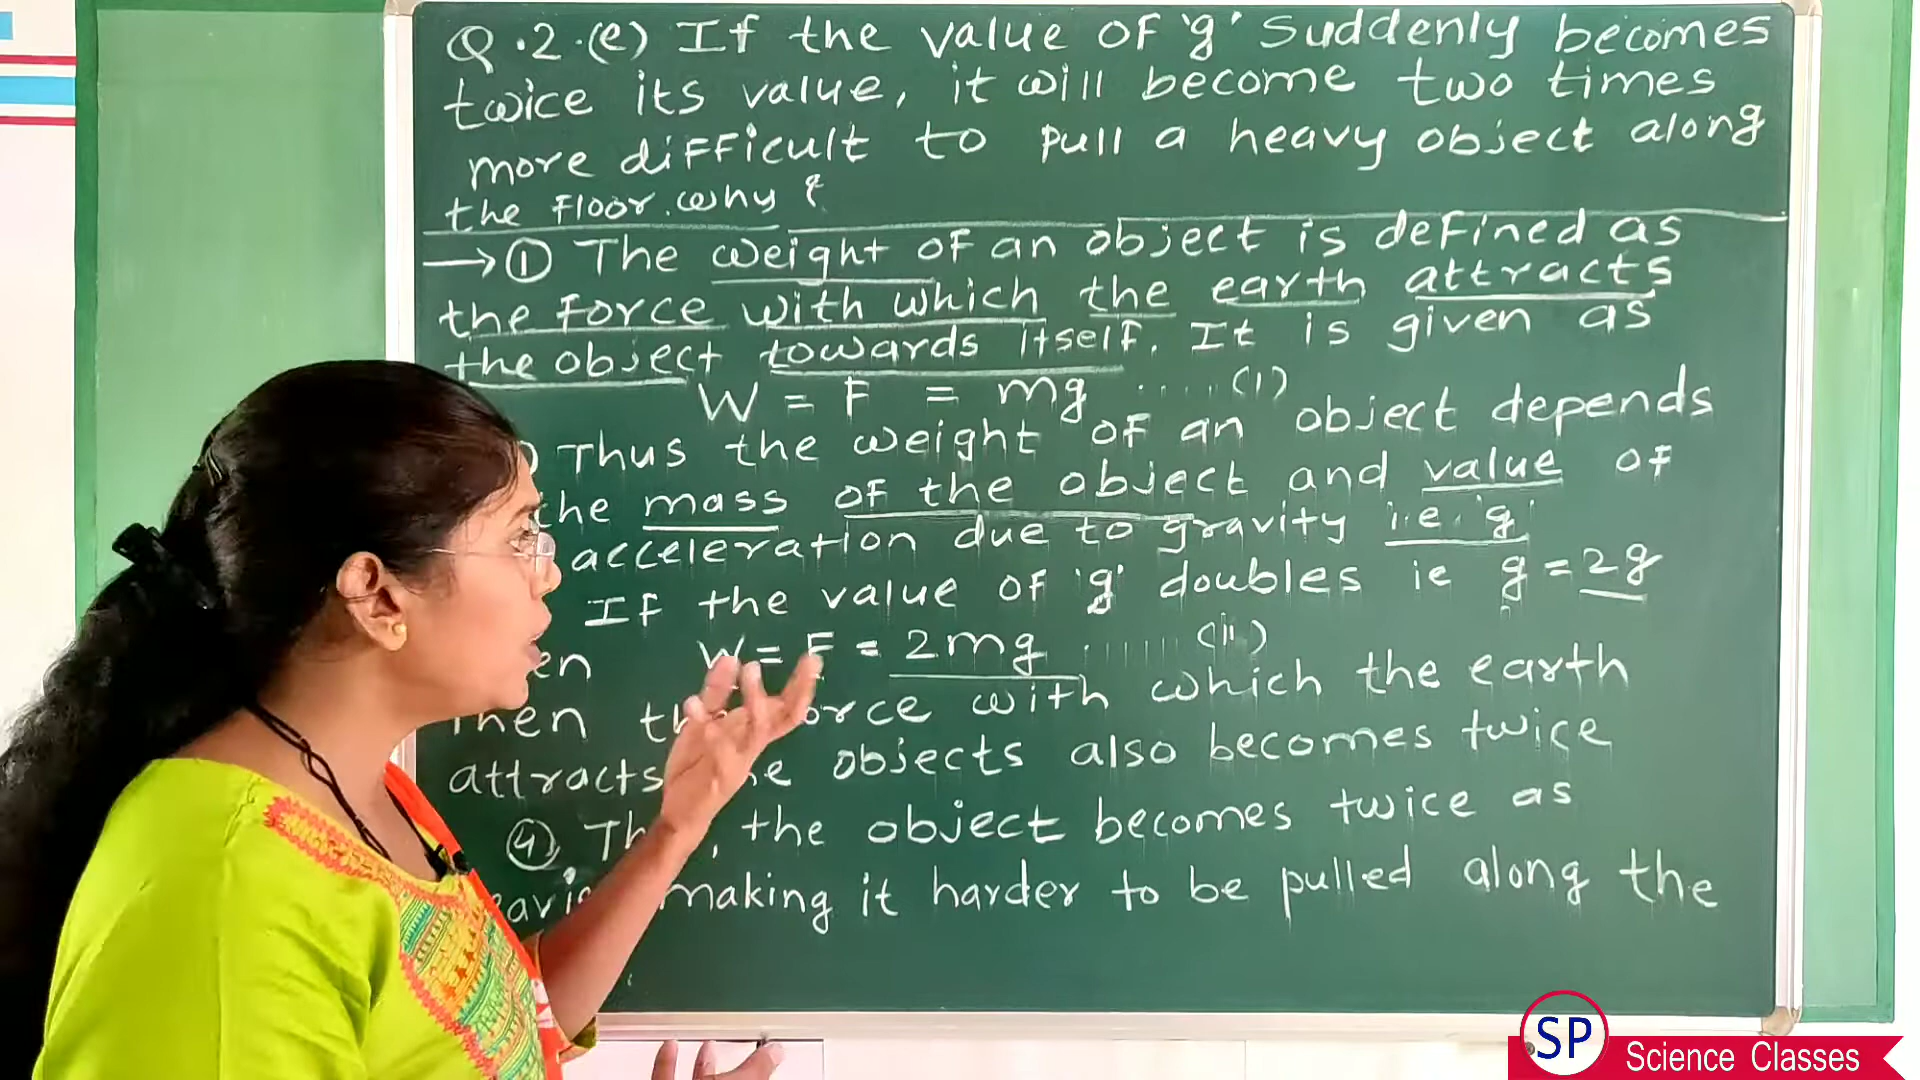 Q.2.(e) If the value of 'g' suddenly becomes
twice its value, it will become two times
more difficult to pull a heavy object along
the floor. why?
→ ① The weight of an object is defined as
the force with which the earth attracts
the object towards itself. It is given as
W = F = mg ..... (1)
Thus the weight of an object depends
the mass of the object and value of
acceleration due to gravity i.e. 'g'
If the value of 'g' doubles ie g = 2g
W = F = 2mg ...... (ii)
Then force with which the earth
attracts objects also becomes twice
④ the object becomes twice as
making it harder to be pulled along the
SP
Science Classes